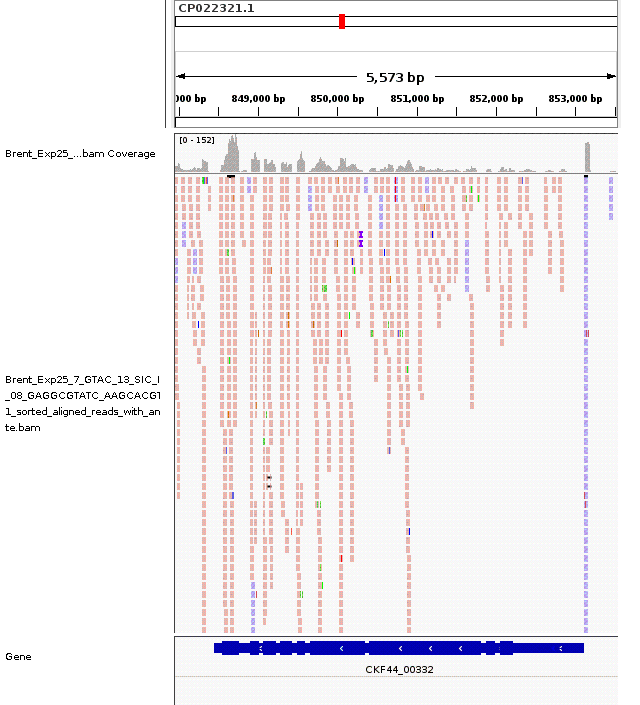 CP022321.1
5,573 bp
000 bp 849,000 bp 850,000 bp 851,000 bp 852,000 bp 853,000 bp
[0 - 152]
Brent_Exp25_...bam Coverage
Brent_Exp25_7_GTAC_13_SIC_I
_08_GAGGCGTATC_AAGCACGT
1_sorted_aligned_reads_with_an
te.bam
Gene
CKF44_00332